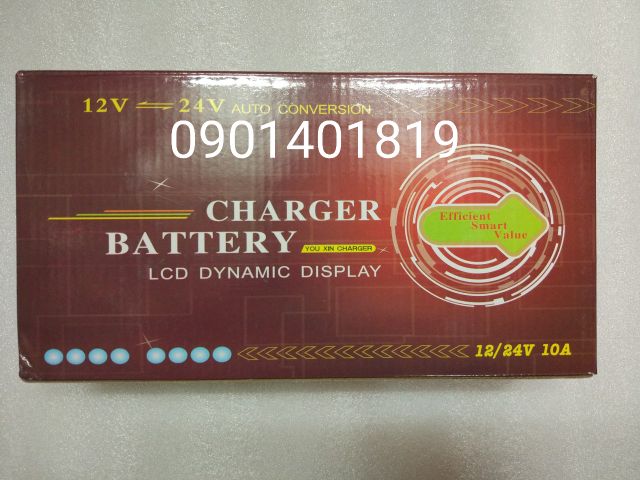 12V ⇌ 24V AUTO CONVERSION
0901401819
CHARGER
BATTERY YOU XIN CHARGER
LCD DYNAMIC DISPLAY
Efficient
Smart
Value
12/24V 10A